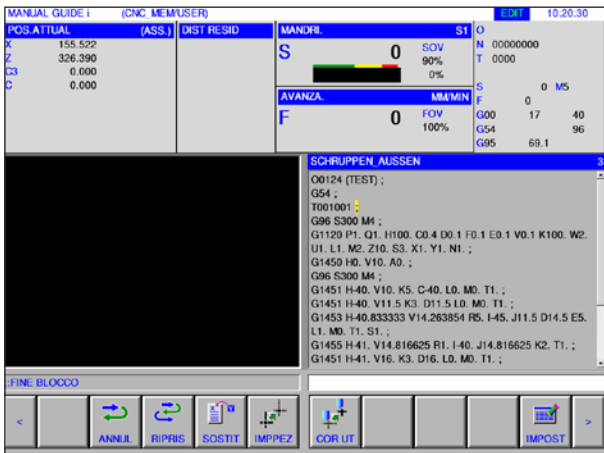 MANUAL GUIDE i (CNC_MEM/USER) EDIT 10:20:30
POS.ATTUAL (ASS.) DIST RESID MANDRI. S1
X 155.522
Z 326.390
C3 0.000
C 0.000
S 0 SOV
90%
0%
AVANZA. MM/MIN
F 0 FOV
100%
O
N 00000000
T 0000
S 0 M5
F 0
G00 17 40
G54 96
G95 69.1
SCHRUPPEN_AUSSEN 3
O0124 (TEST) ;
G54 ;
T001001 ;
G96 S300 M4 ;
G1120 P1. Q1. H100. C0.4 D0.1 F0.1 E0.1 V0.1 K100. W2.
U1. L1. M2. Z10. S3. X1. Y1. N1. ;
G1450 H0. V10. A0. ;
G96 S300 M4 ;
G1451 H-40. V10. K5. C-40. L0. M0. T1. ;
G1451 H-40. V11.5 K3. D11.5 L0. M0. T1. ;
G1453 H-40.833333 V14.263854 R5. I-45. J11.5 D14.5 E5.
L1. M0. T1. S1. ;
G1455 H-41. V14.816625 R1. I-40. J14.816625 K2. T1. ;
G1451 H-41. V16. K3. D16. L0. M0. T1. ;
;FINE BLOCCO
< ANNUL RIPRIS SOSTIT IMPPEZ COR UT IMPOST >